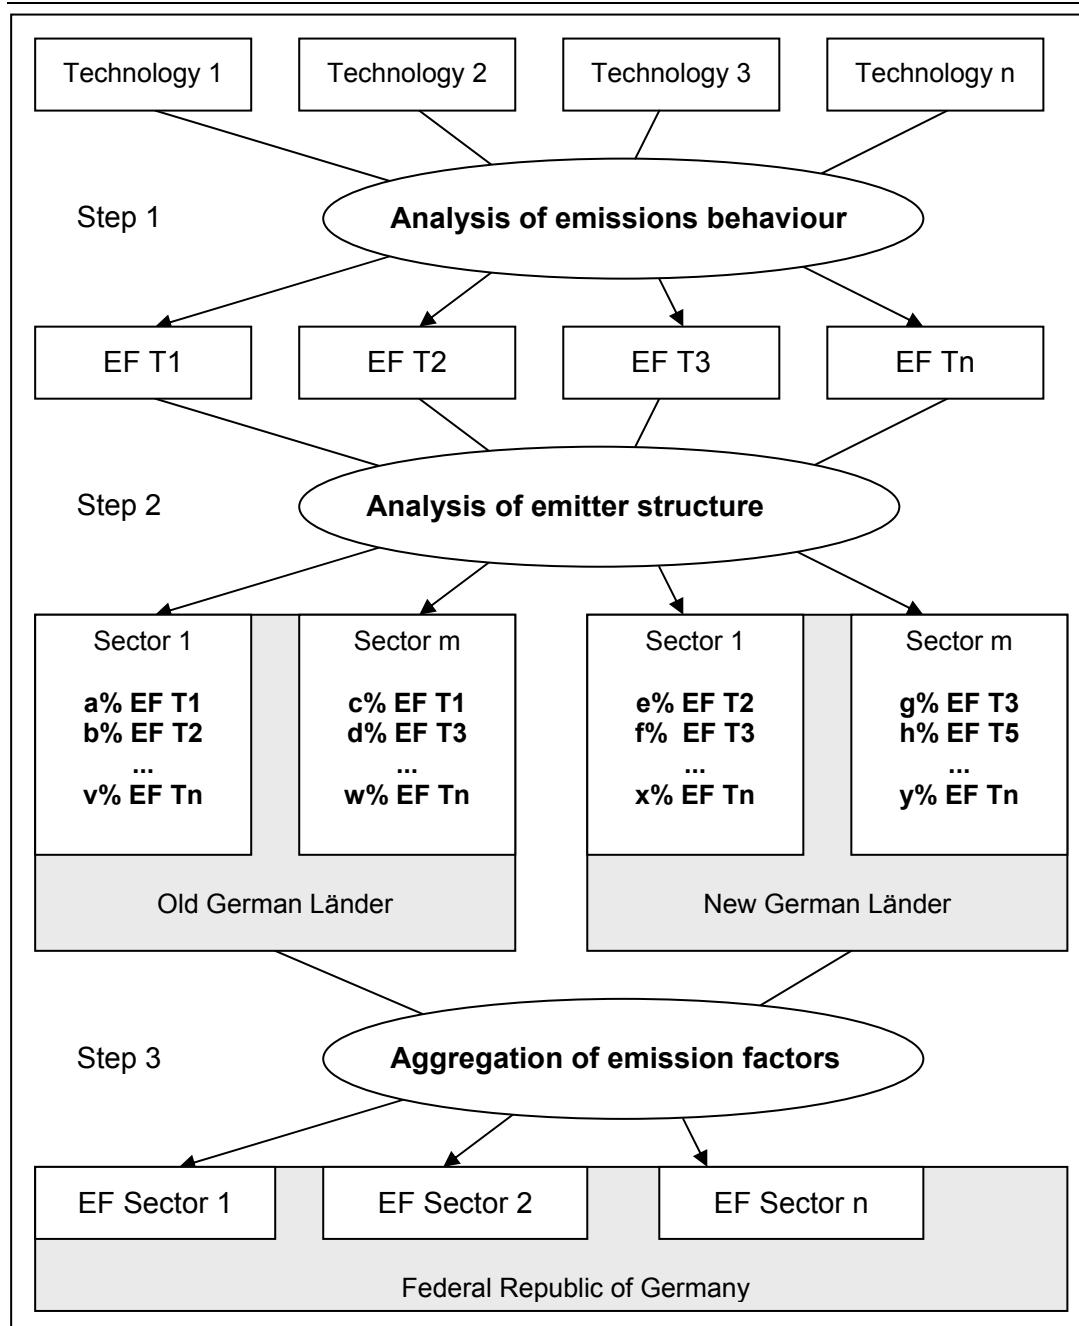 Technology 1
Technology 2
Technology 3
Technology n
Step 1
Analysis of emissions behaviour
EF T1
EF T2
EF T3
EF Tn
Step 2
Analysis of emitter structure
Sector 1
a% EF T1
b% EF T2
...
v% EF Tn
Sector m
c% EF T1
d% EF T3
...
w% EF Tn
Old German Länder
Sector 1
e% EF T2
f% EF T3
...
x% EF Tn
Sector m
g% EF T3
h% EF T5
...
y% EF Tn
New German Länder
Step 3
Aggregation of emission factors
EF Sector 1
EF Sector 2
EF Sector n
Federal Republic of Germany